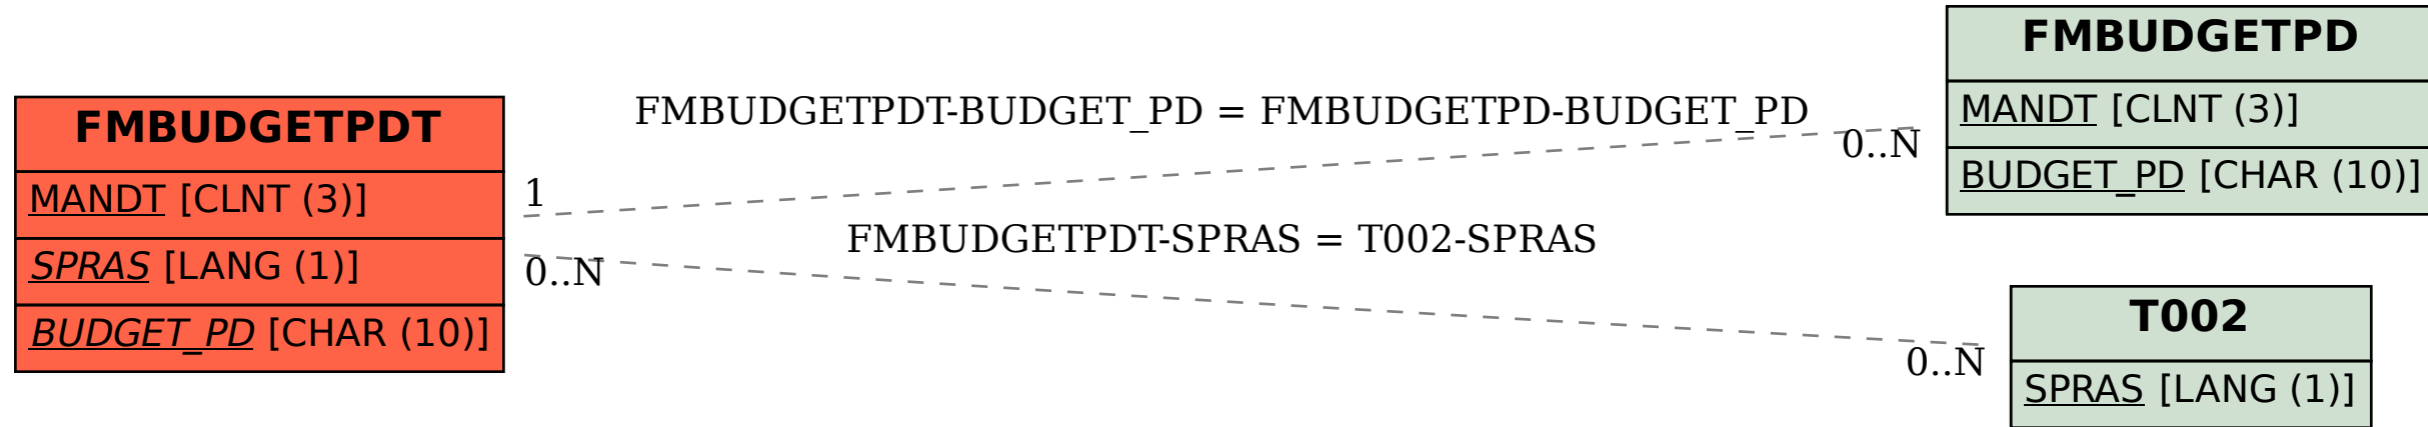 FMBUDGETPDT
MANDT [CLNT (3)]
SPRAS [LANG (1)]
BUDGET_PD [CHAR (10)]
FMBUDGETPDT-BUDGET_PD = FMBUDGETPD-BUDGET_PD
1
0..N
FMBUDGETPDT-SPRAS = T002-SPRAS
0..N
0..N
FMBUDGETPD
MANDT [CLNT (3)]
BUDGET_PD [CHAR (10)]
T002
SPRAS [LANG (1)]